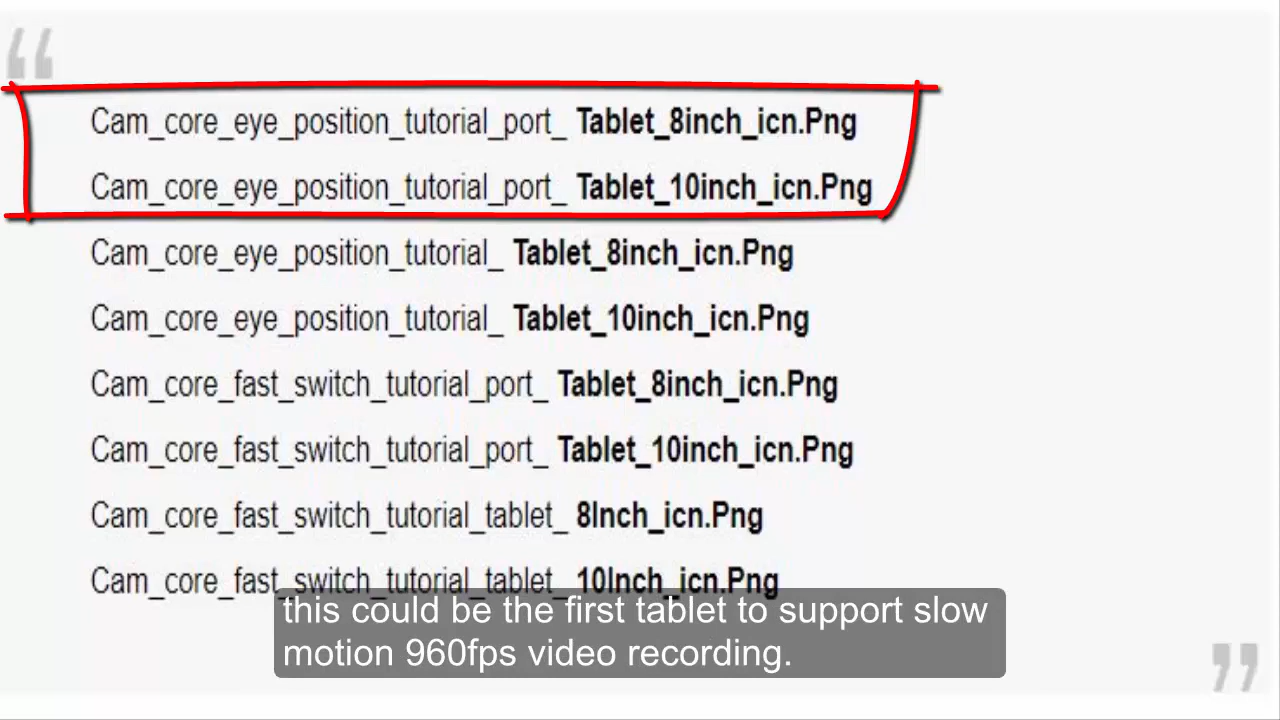 Cam_core_eye_position_tutorial_port_ Tablet_8inch_icn.Png
Cam_core_eye_position_tutorial_port_ Tablet_10inch_icn.Png
Cam_core_eye_position_tutorial_ Tablet_8inch_icn.Png
Cam_core_eye_position_tutorial_ Tablet_10inch_icn.Png
Cam_core_fast_switch_tutorial_port_ Tablet_8inch_icn.Png
Cam_core_fast_switch_tutorial_port_ Tablet_10inch_icn.Png
Cam_core_fast_switch_tutorial_tablet_ 8Inch_icn.Png
Cam_core_fast_switch_tutorial_tablet_ 10Inch_icn.Png
this could be the first tablet to support slow
motion 960fps video recording.